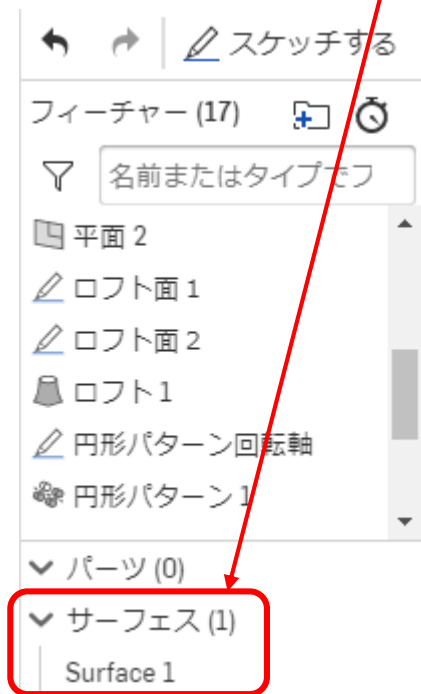 スケッチする
フィーチャー (17)
名前またはタイプでフ
平面 2
ロフト面 1
ロフト面 2
ロフト 1
円形パターン回転軸
円形パターン 1
パーツ (0)
サーフェス (1)
Surface 1